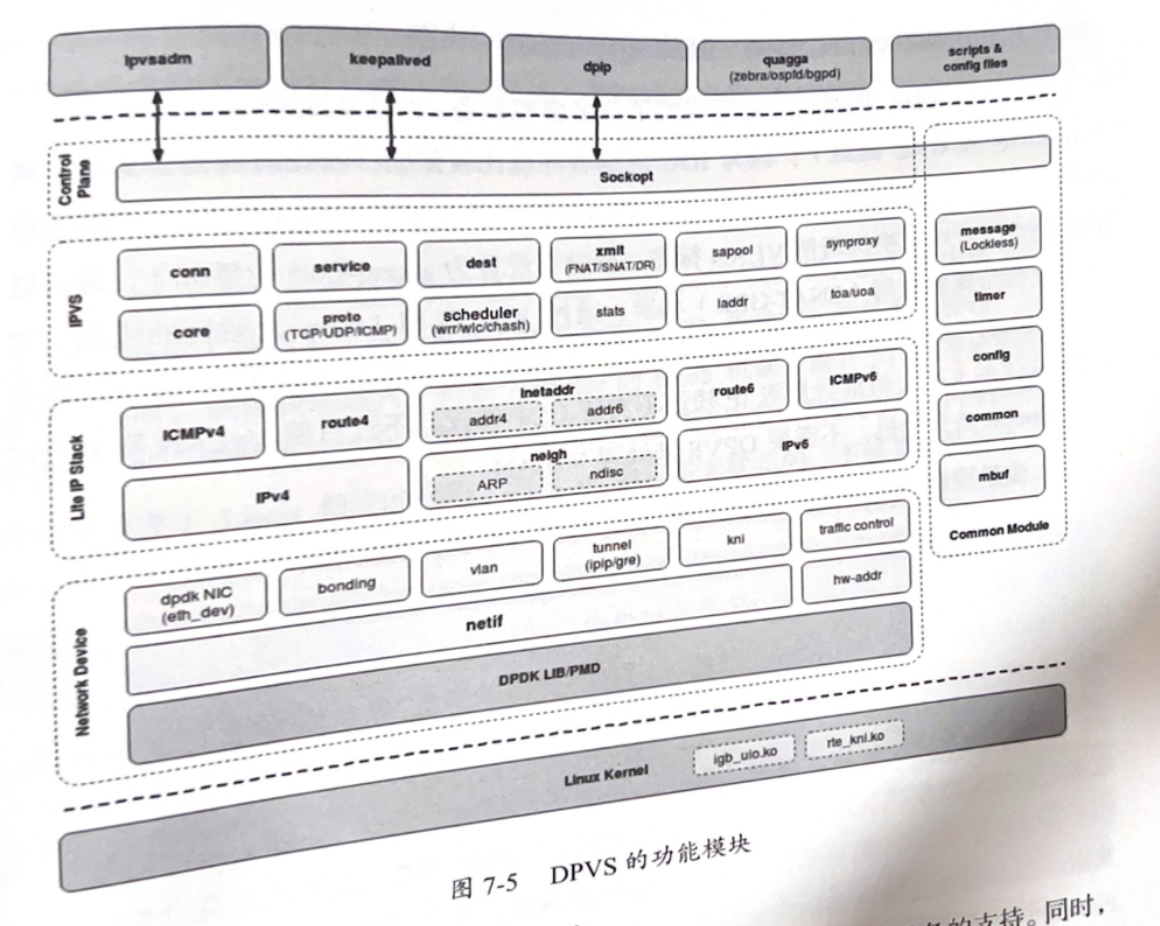 ipvsadm
keepalived
dpip
quagga
(zebra/ospfd/bgpd)
scripts &
config files
Control
Plane
Sockopt
IPVS
conn
service
dest
xmit
(FNAT/SNAT/DR)
sapool
synproxy
core
proto
(TCP/UDP/ICMP)
scheduler
(wrr/wlc/chash)
stats
laddr
toa/uoa
Lite IP Stack
ICMPv4
route4
inetaddr
addr4
addr6
route6
ICMPv6
IPv4
neigh
ARP
ndisc
IPv6
Network Device
dpdk NIC
(eth_dev)
bonding
vlan
tunnel
(ipip/gre)
kni
traffic control
netif
hw-addr
DPDK LIB/PMD
message
(Lockless)
timer
config
common
mbuf
Common Module
Linux Kernel
igb_uio.ko
rte_kni.ko
图 7-5 DPVS 的功能模块
的支持。同时，